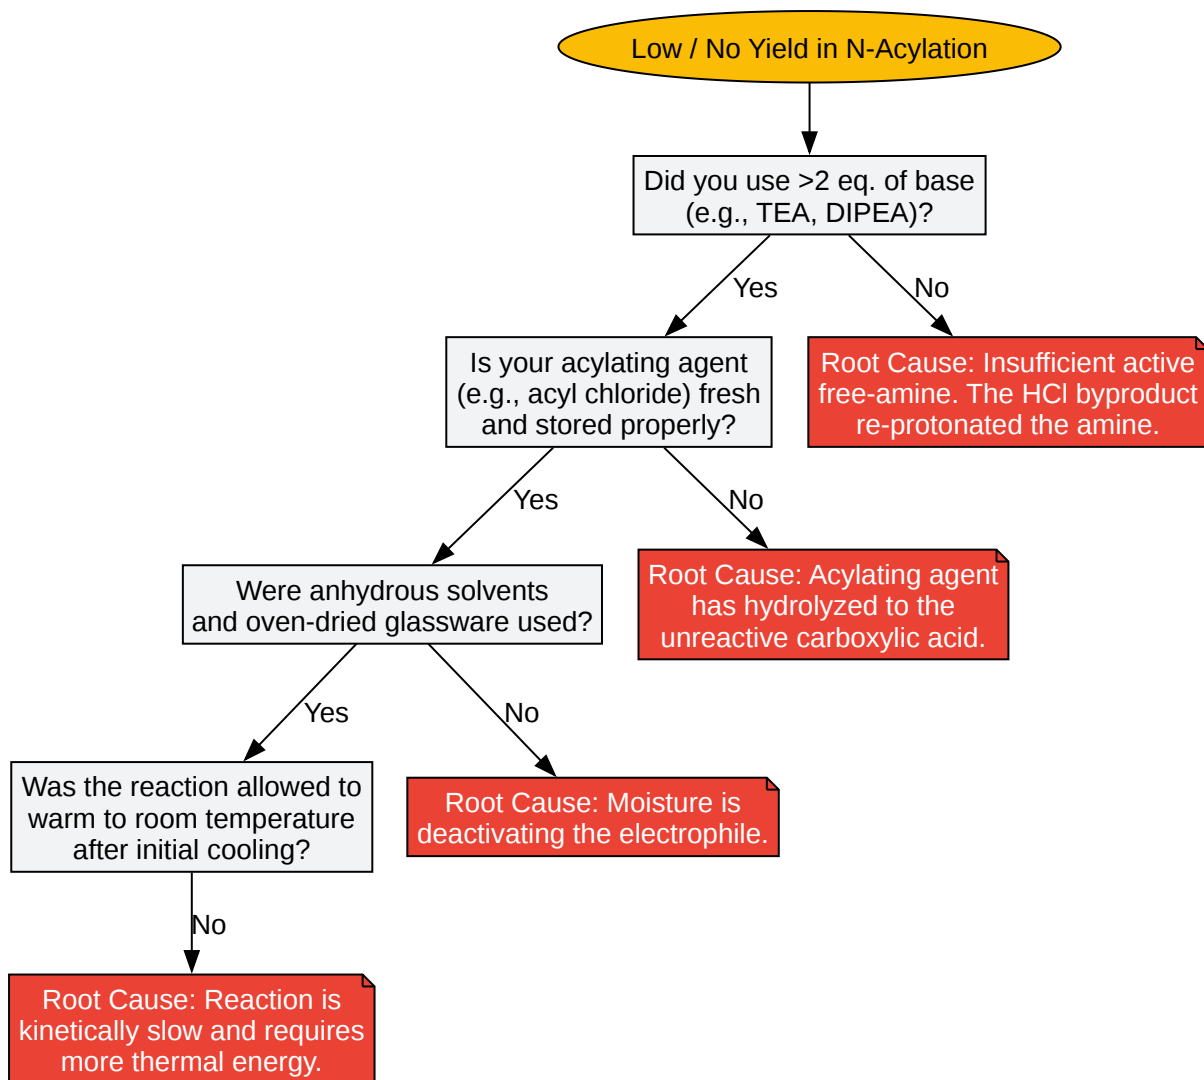 Low / No Yield in N-Acylation
Did you use >2 eq. of base
(e.g., TEA, DIPEA)?
Yes
No
Is your acylating agent
(e.g., acyl chloride) fresh
and stored properly?
Root Cause: Insufficient active
free-amine. The HCl byproduct
re-protonated the amine.
Yes
No
Were anhydrous solvents
and oven-dried glassware used?
Root Cause: Acylating agent
has hydrolyzed to the
unreactive carboxylic acid.
Yes
No
Was the reaction allowed to
warm to room temperature
after initial cooling?
Root Cause: Moisture is
deactivating the electrophile.
No
Root Cause: Reaction is
kinetically slow and requires
more thermal energy.